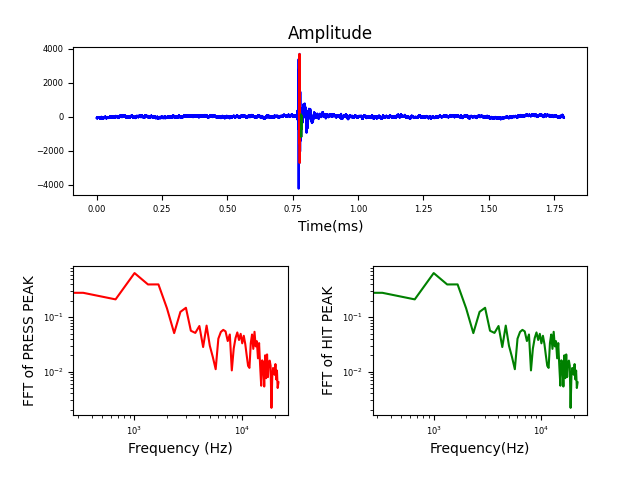 Amplitude
4000
2000
0
−2000
−4000
0.00 0.25 0.50 0.75 1.00 1.25 1.50 1.75
Time(ms)
FFT of PRESS PEAK
10⁻¹
10⁻²
10³ 10⁴
Frequency (Hz)
FFT of HIT PEAK
10⁻¹
10⁻²
10³ 10⁴
Frequency(Hz)